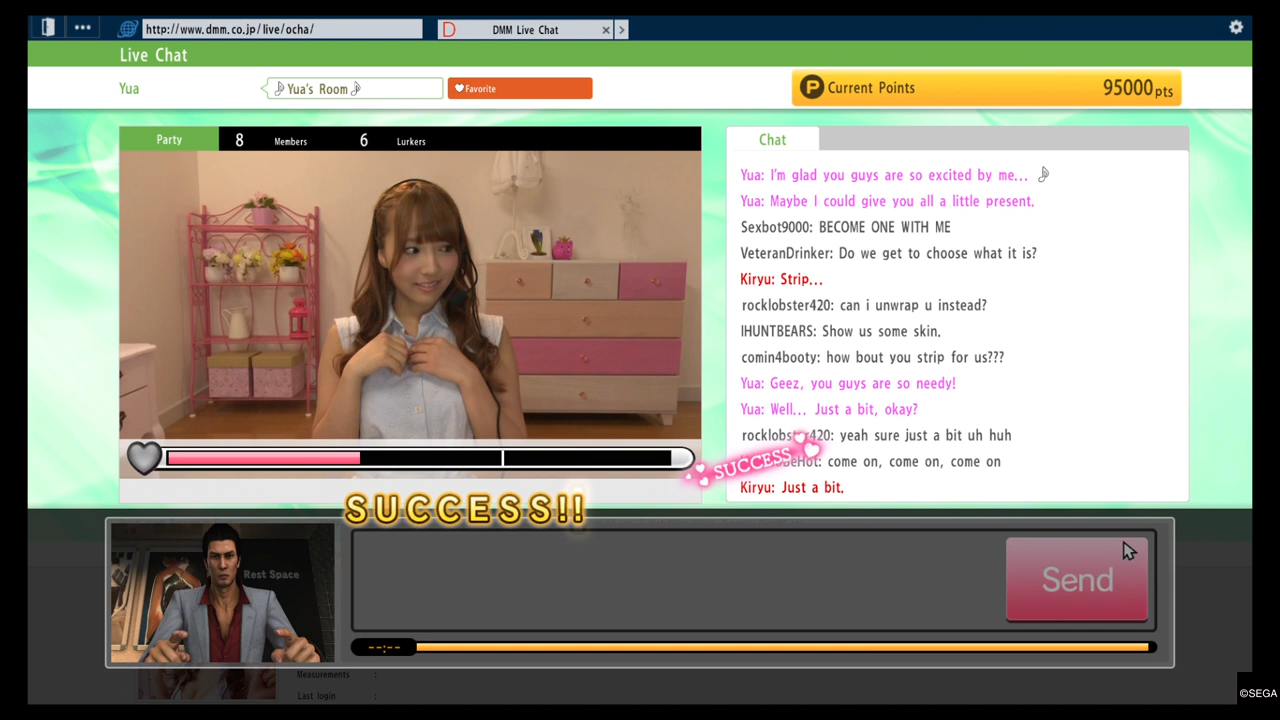 http://www.dmm.co.jp/live/ocha/
DMM Live Chat
Live Chat
Yua
Yua's Room
Favorite
P Current Points
95000pts
Party
8 Members
6 Lurkers
Chat
Yua: I'm glad you guys are so excited by me...
Yua: Maybe I could give you all a little present.
Sexbot9000: BECOME ONE WITH ME
VeteranDrinker: Do we get to choose what it is?
Kiryu: Strip...
rocklobster420: can i unwrap u instead?
IHUNTBEARS: Show us some skin.
comin4booty: how bout you strip for us???
Yua: Geez, you guys are so needy!
Yua: Well... Just a bit, okay?
rocklobster420: yeah sure just a bit uh huh
come on, come on, come on
Kiryu: Just a bit.
SUCCESS
SUCCESS!!
Rest Space
Send
--:--
Measurements :
Last login :
©SEGA